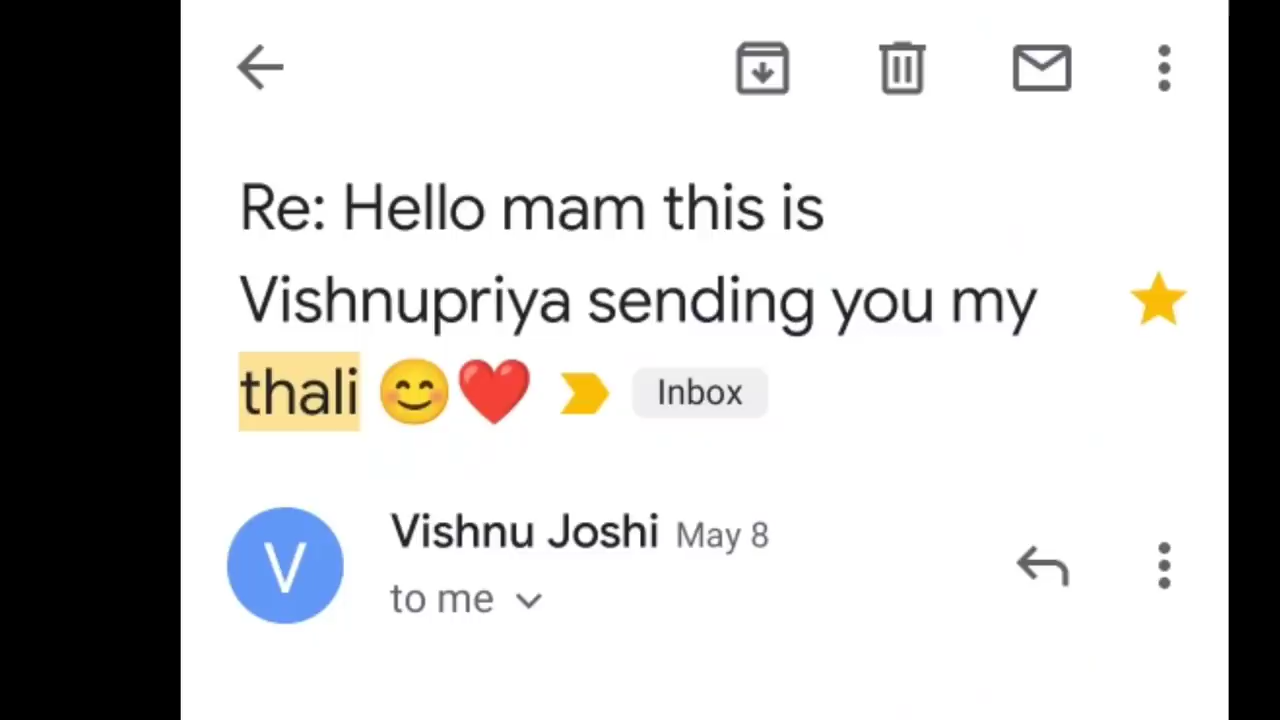 Re: Hello mam this is
Vishnupriya sending you my
thali 😊❤️ Inbox
Vishnu Joshi May 8
V
to me